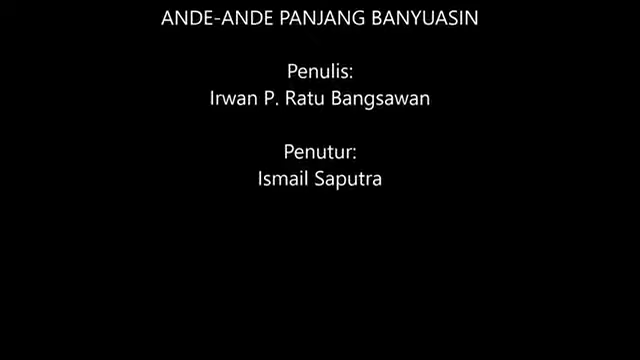 ANDE-ANDE PANJANG BANYUASIN
Penulis:
Irwan P. Ratu Bangsawan
Penutur:
Ismail Saputra